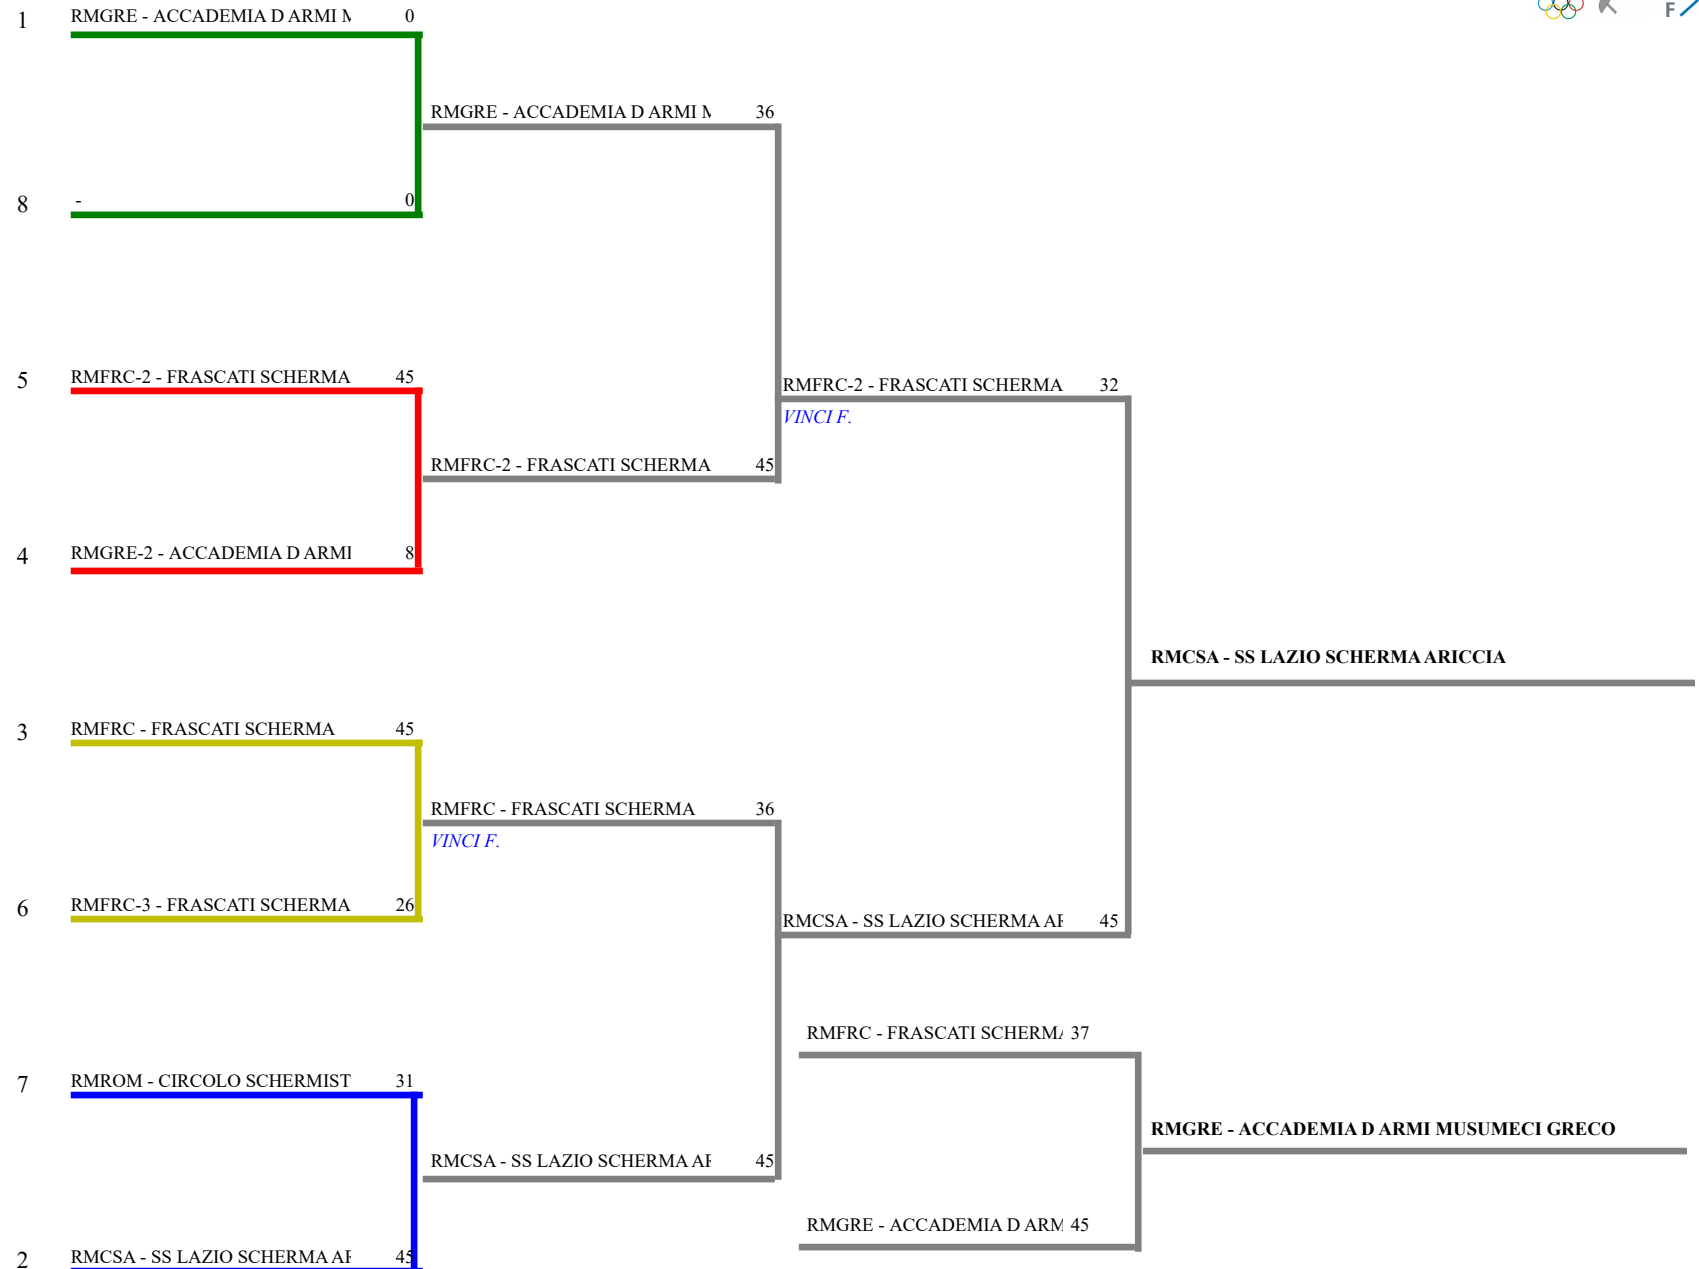 1 RMGRE - ACCADEMIA D ARMI 0
F
RMGRE - ACCADEMIA D ARMI 36
8 - 0
5 RMFRC-2 - FRASCATI SCHERMA 45
RMFRC-2 - FRASCATI SCHERMA 32
VINCI F.
RMFRC-2 - FRASCATI SCHERMA 45
4 RMGRE-2 - ACCADEMIA D ARMI 8
RMCSA - SS LAZIO SCHERMA ARICCIA
3 RMFRC - FRASCATI SCHERMA 45
RMFRC - FRASCATI SCHERMA 36
VINCI F.
6 RMFRC-3 - FRASCATI SCHERMA 26
RMCSA - SS LAZIO SCHERMA 45
RMFRC - FRASCATI SCHERMA 37
7 RMROM - CIRCOLO SCHERMIST 31
RMGRE - ACCADEMIA D ARMI MUSUMECI GRECO
RMCSA - SS LAZIO SCHERMA 45
RMGRE - ACCADEMIA D ARM 45
2 RMCSA - SS LAZIO SCHERMA 45